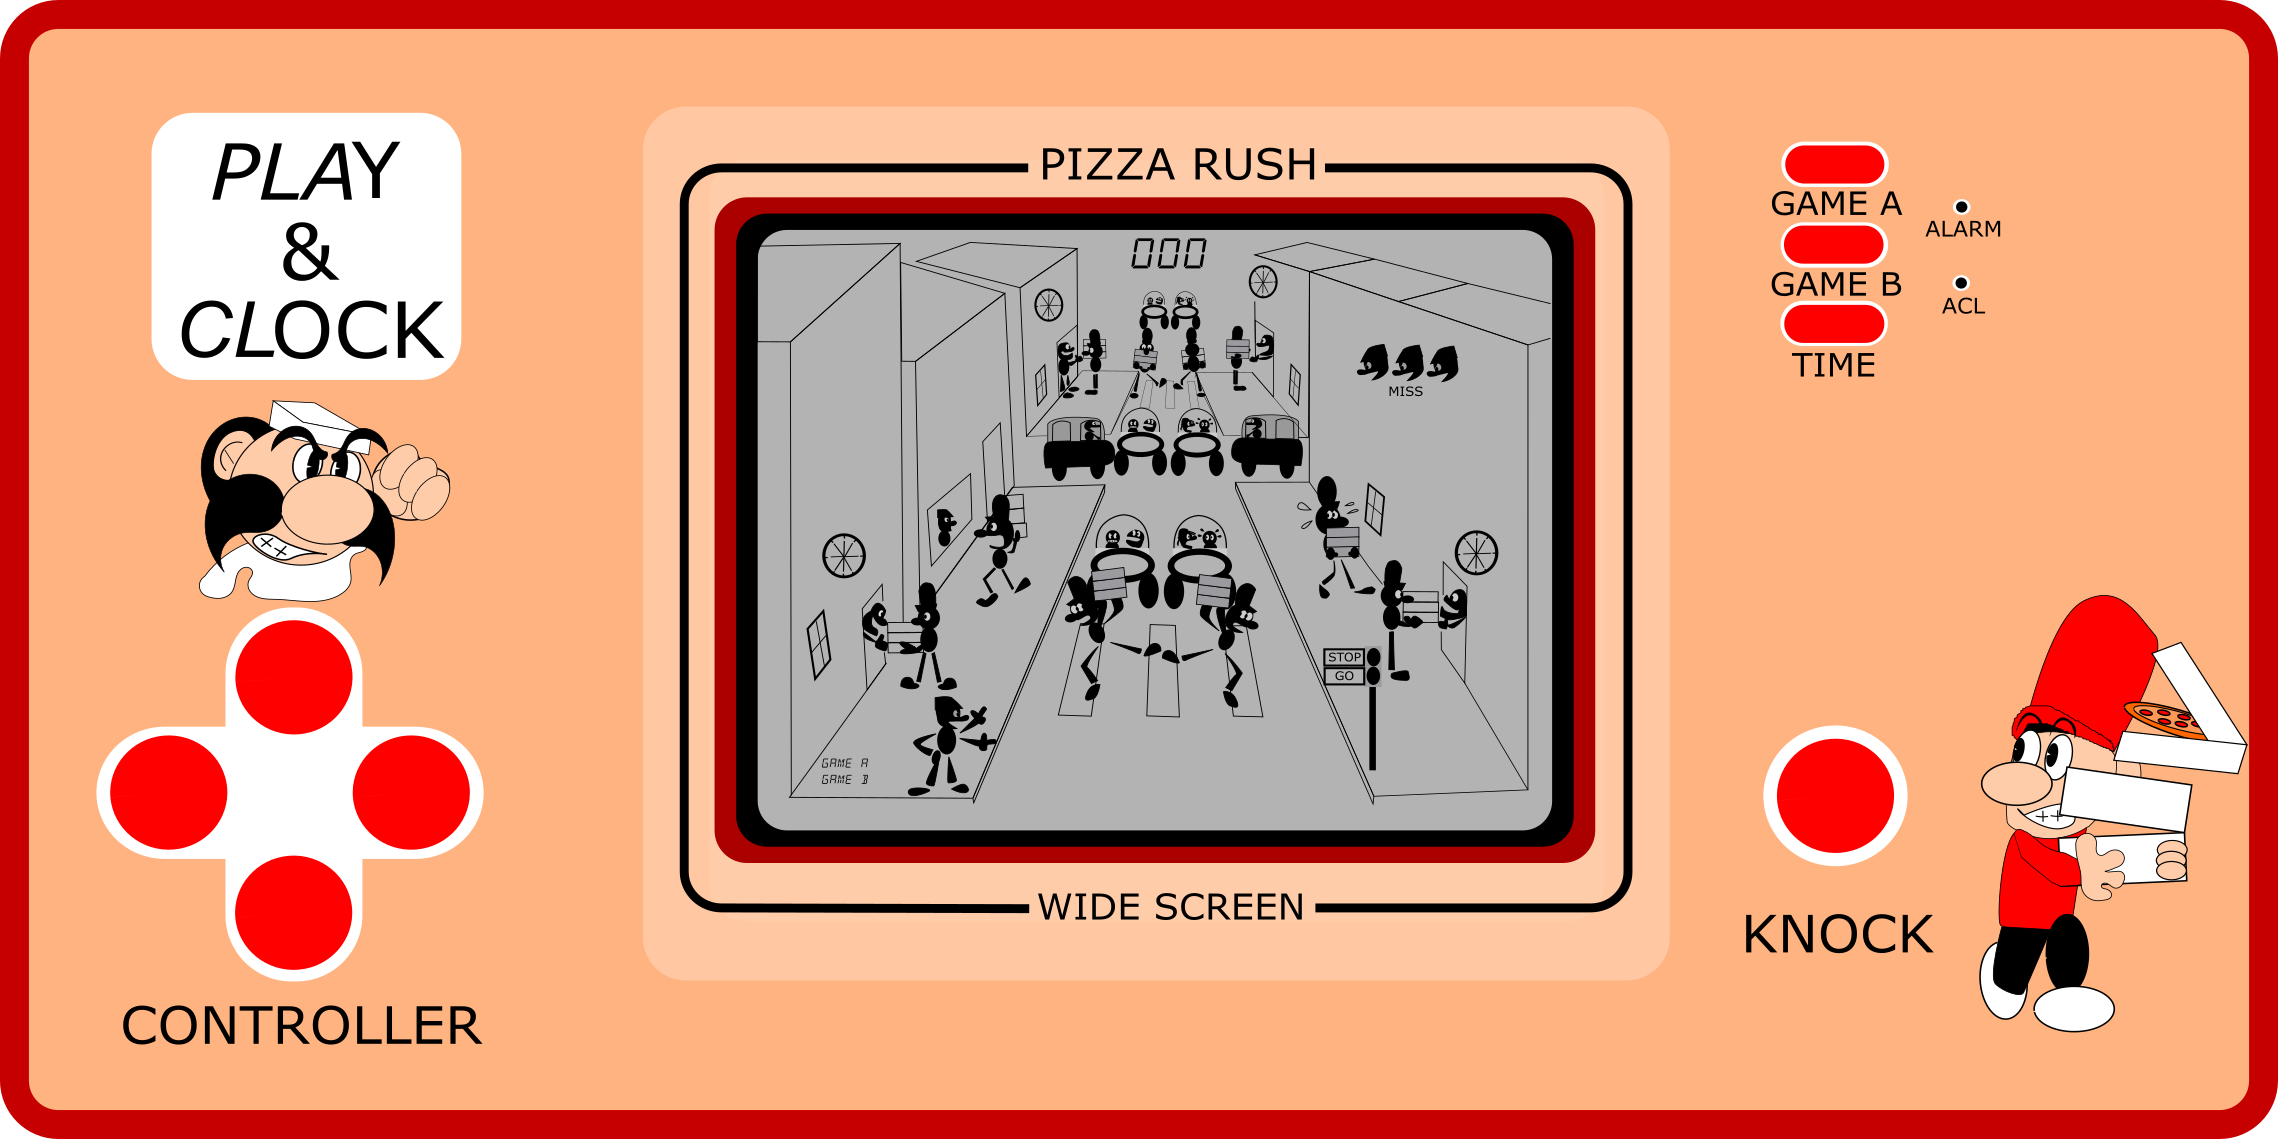 PLAY
&
CLOCK
CONTROLLER
PIZZA RUSH
000
MISS
STOP
GO
GAME A
GAME B
WIDE SCREEN
GAME A
ALARM
GAME B
ACL
TIME
KNOCK